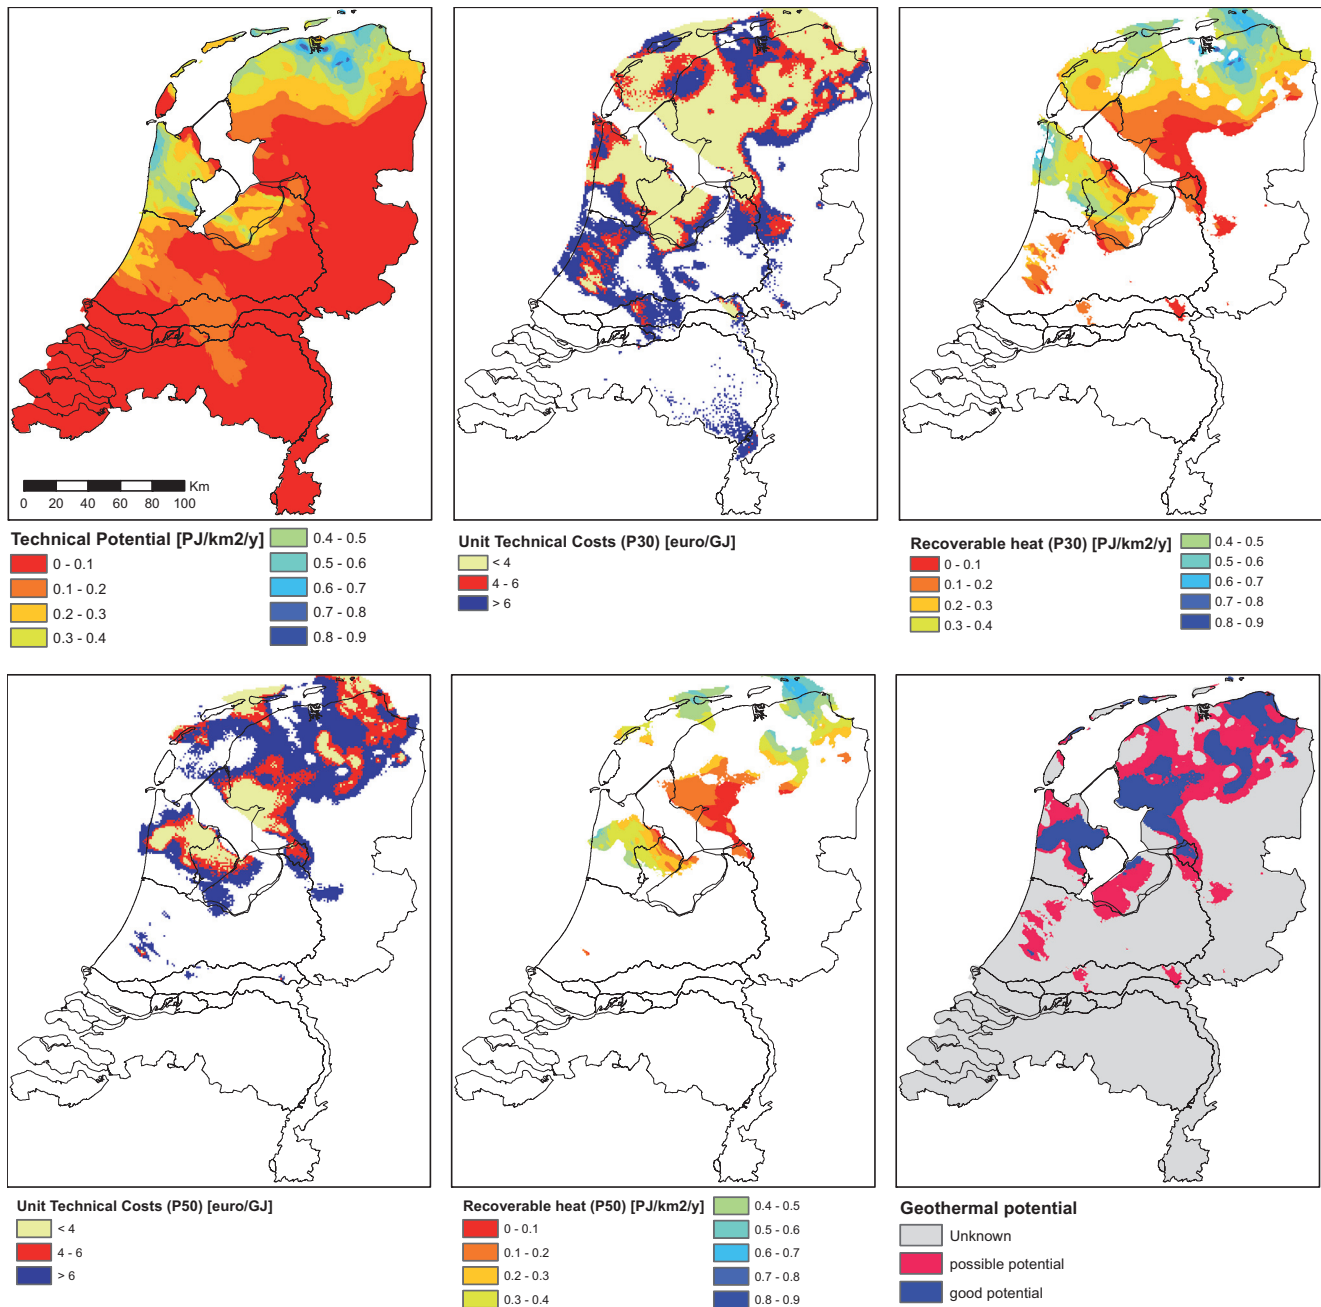 Km
0 20 40 60 80 100
Technical Potential [PJ/km2/y]
0 - 0.1
0.1 - 0.2
0.2 - 0.3
0.3 - 0.4
0.4 - 0.5
0.5 - 0.6
0.6 - 0.7
0.7 - 0.8
0.8 - 0.9
Unit Technical Costs (P30) [euro/GJ]
< 4
4 - 6
> 6
Recoverable heat (P30) [PJ/km2/y]
0 - 0.1
0.1 - 0.2
0.2 - 0.3
0.3 - 0.4
0.4 - 0.5
0.5 - 0.6
0.6 - 0.7
0.7 - 0.8
0.8 - 0.9
Unit Technical Costs (P50) [euro/GJ]
< 4
4 - 6
> 6
Recoverable heat (P50) [PJ/km2/y]
0 - 0.1
0.1 - 0.2
0.2 - 0.3
0.3 - 0.4
0.4 - 0.5
0.5 - 0.6
0.6 - 0.7
0.7 - 0.8
0.8 - 0.9
Geothermal potential
Unknown
possible potential
good potential